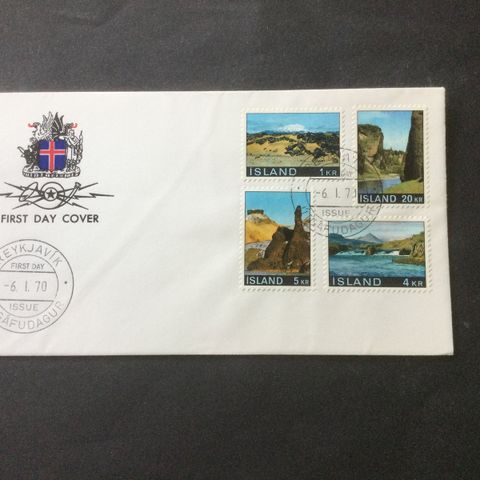 FIRST DAY COVER
REYKJAVÍK
FIRST DAY
-6. I. 70
ISSUE
ÚTGÁFUDAGUR
1 KR
ISLAND
ISLAND 20 KR
5 KR
ISLAND
ISLAND
4 KR
-6. I. 70
ISSUE